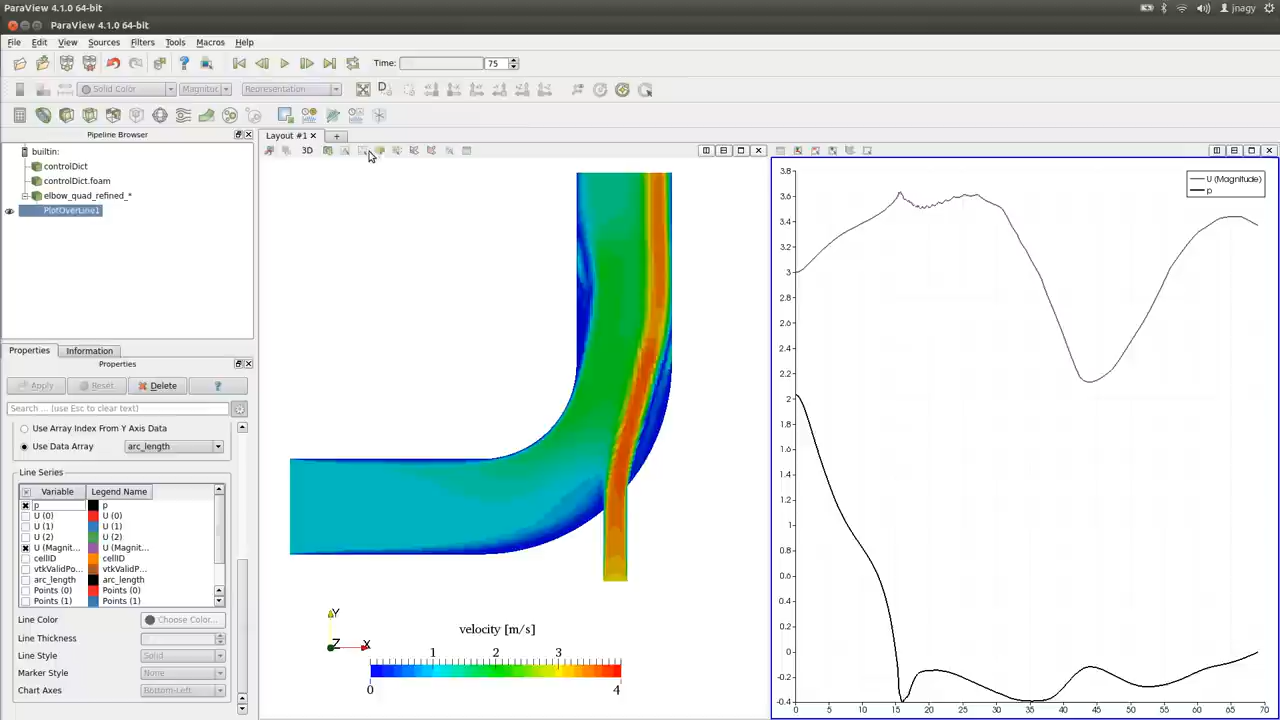 ParaView 4.1.0 64-bit
jnagy
ParaView 4.1.0 64-bit
File Edit View Sources Filters Tools Macros Help
Time: 75
Solid Color Magnituc Representation
Pipeline Browser
Layout #1 +
3D
builtin:
controlDict
controlDict.foam
elbow_quad_refined_*
PlotOverLine1
Properties Information
Properties
Apply Reset Delete ?
Search ... (use Esc to clear text)
Use Array Index From Y Axis Data
Use Data Array arc_length
Line Series
Variable Legend Name
p p
U (0) U (0)
U (1) U (1)
U (2) U (2)
U (Magnit... U (Magnit...
cellID cellID
vtkValidPo... vtkValidP...
arc_length arc_length
Points (0) Points (0)
Points (1) Points (1)
Line Color Choose Color...
Line Thickness
Line Style Solid
Marker Style None
Chart Axes Bottom-Left
Y
Z X
velocity [m/s]
1 2 3
0 4
U (Magnitude)
p
3.8
3.6
3.4
3.2
3
2.8
2.6
2.4
2.2
2
1.8
1.6
1.4
1.2
1
0.8
0.6
0.4
0.2
0
-0.2
-0.4
0 5 10 15 20 25 30 35 40 45 50 55 60 65 70